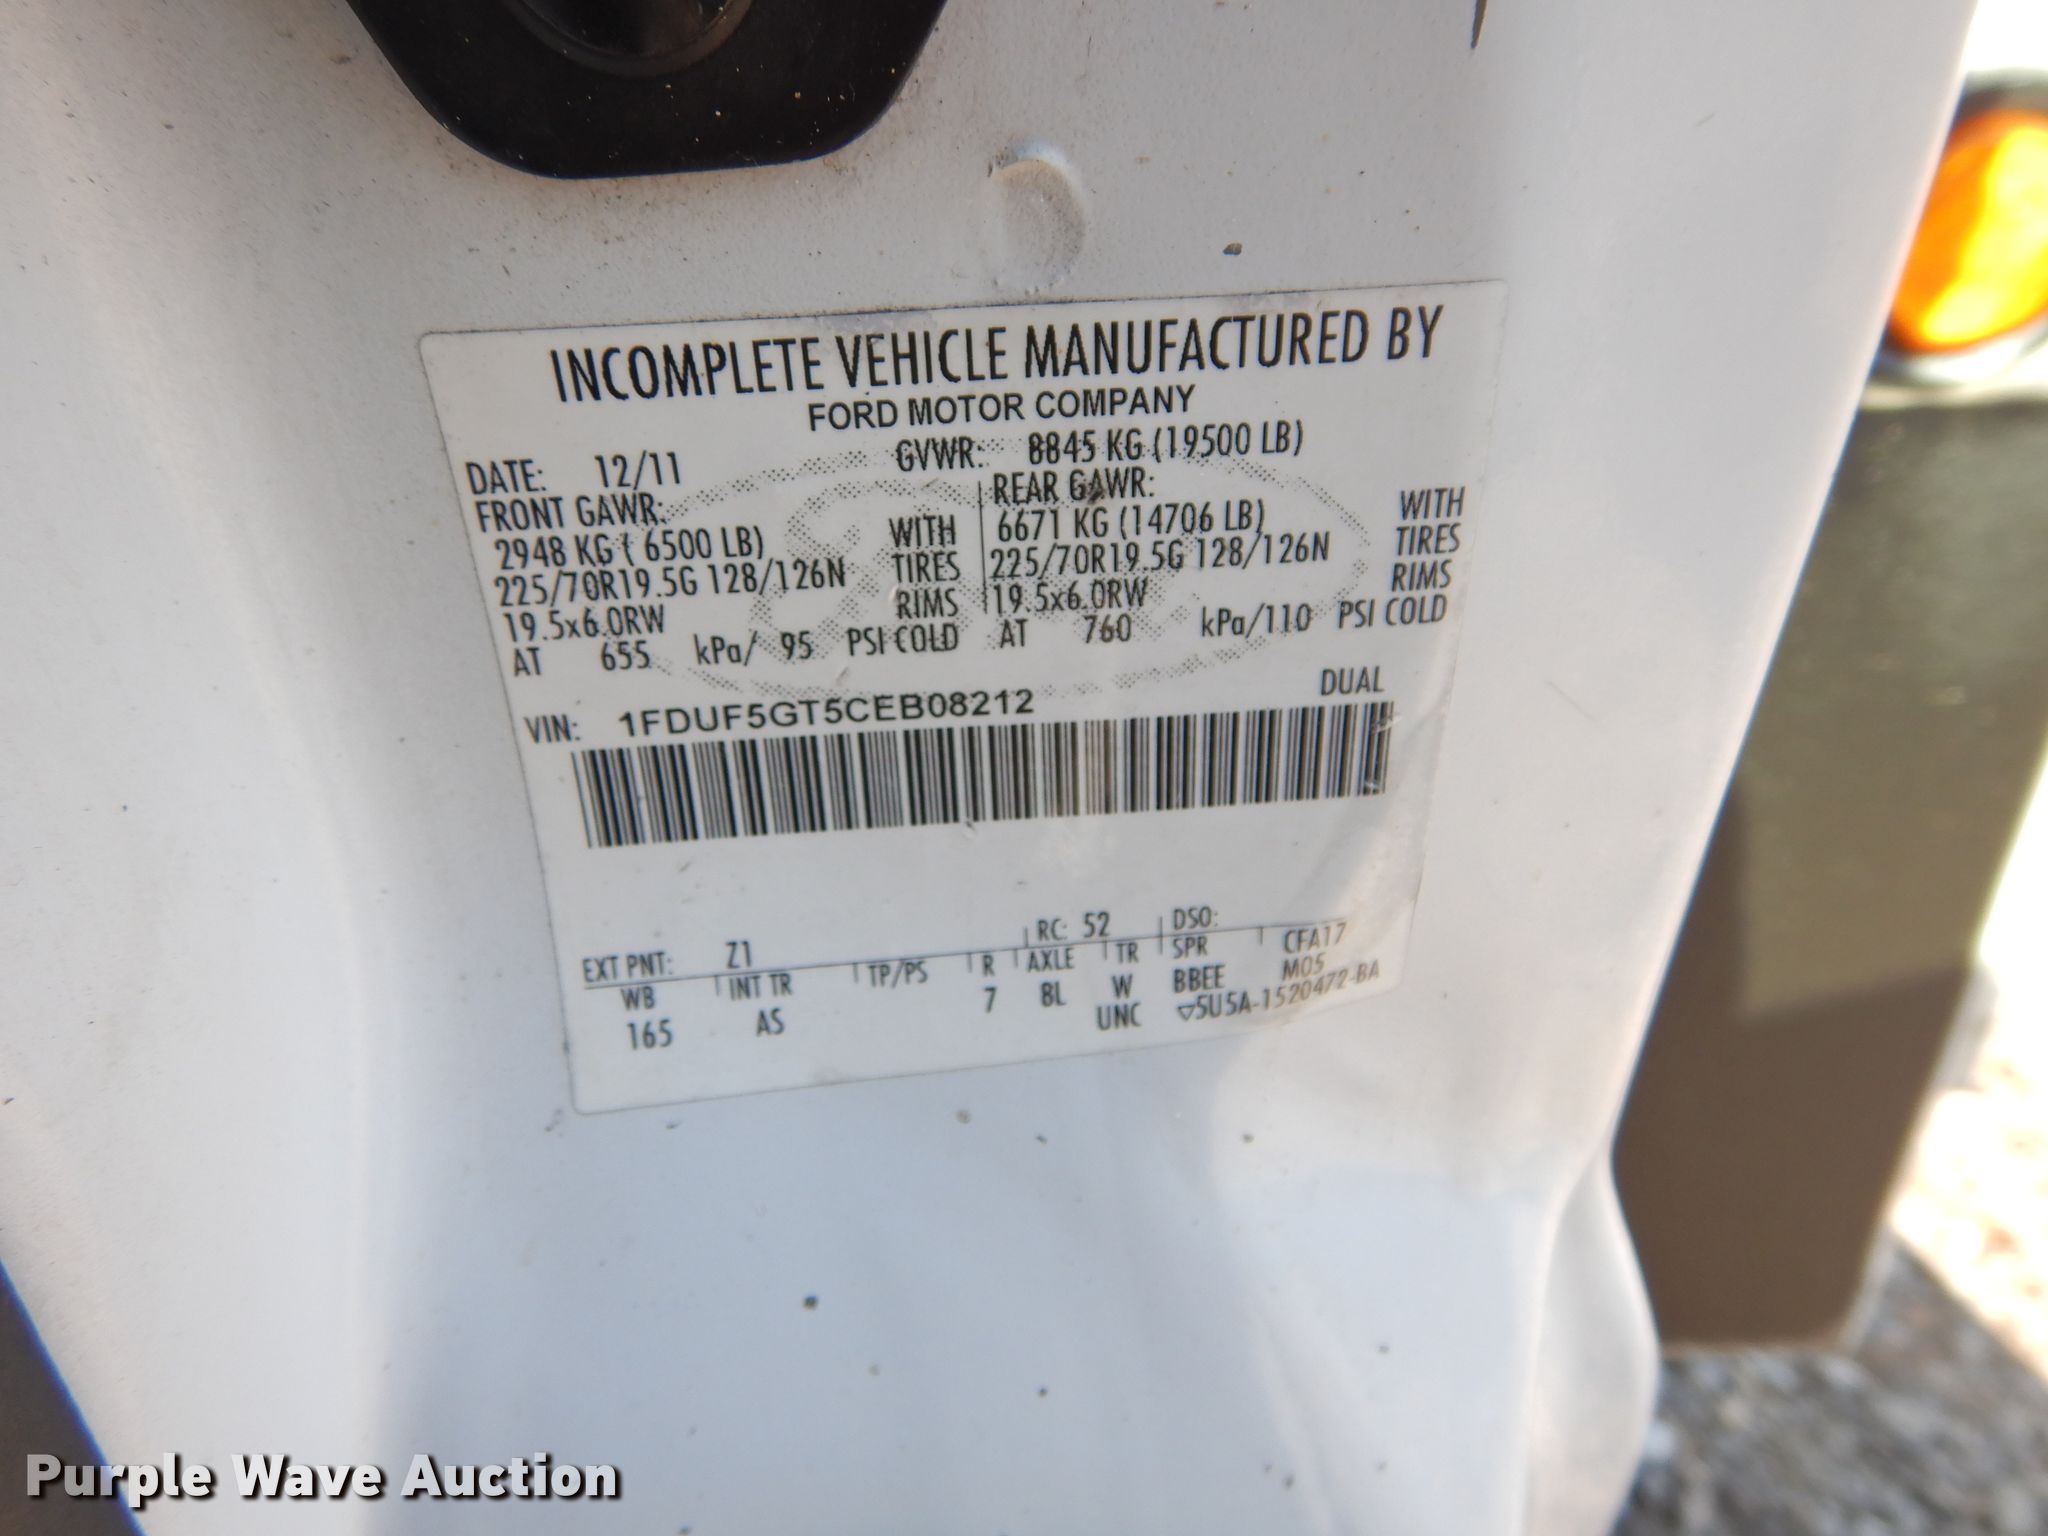 INCOMPLETE VEHICLE MANUFACTURED BY
FORD MOTOR COMPANY
DATE: 12/11 GVWR: 8845 KG (19500 LB)
FRONT GAWR: REAR GAWR:
2948 KG ( 6500 LB) WITH 6671 KG (14706 LB) WITH
225/70R19.5G 128/126N TIRES 225/70R19.5G 128/126N TIRES
19.5x6.0RW RIMS 19.5x6.0RW RIMS
AT 655 kPa/ 95 PSI COLD AT 760 kPa/110 PSI COLD
DUAL
VIN: 1FDUF5GT5CEB08212
EXT PNT: Z1 RC: 52 DSO:
WB INT TR TP/PS R AXLE TR SPR CFA17
165 AS 7 8L W BBEE M05
UNC ▽5U5A-1520472-BA
Purple Wave Auction